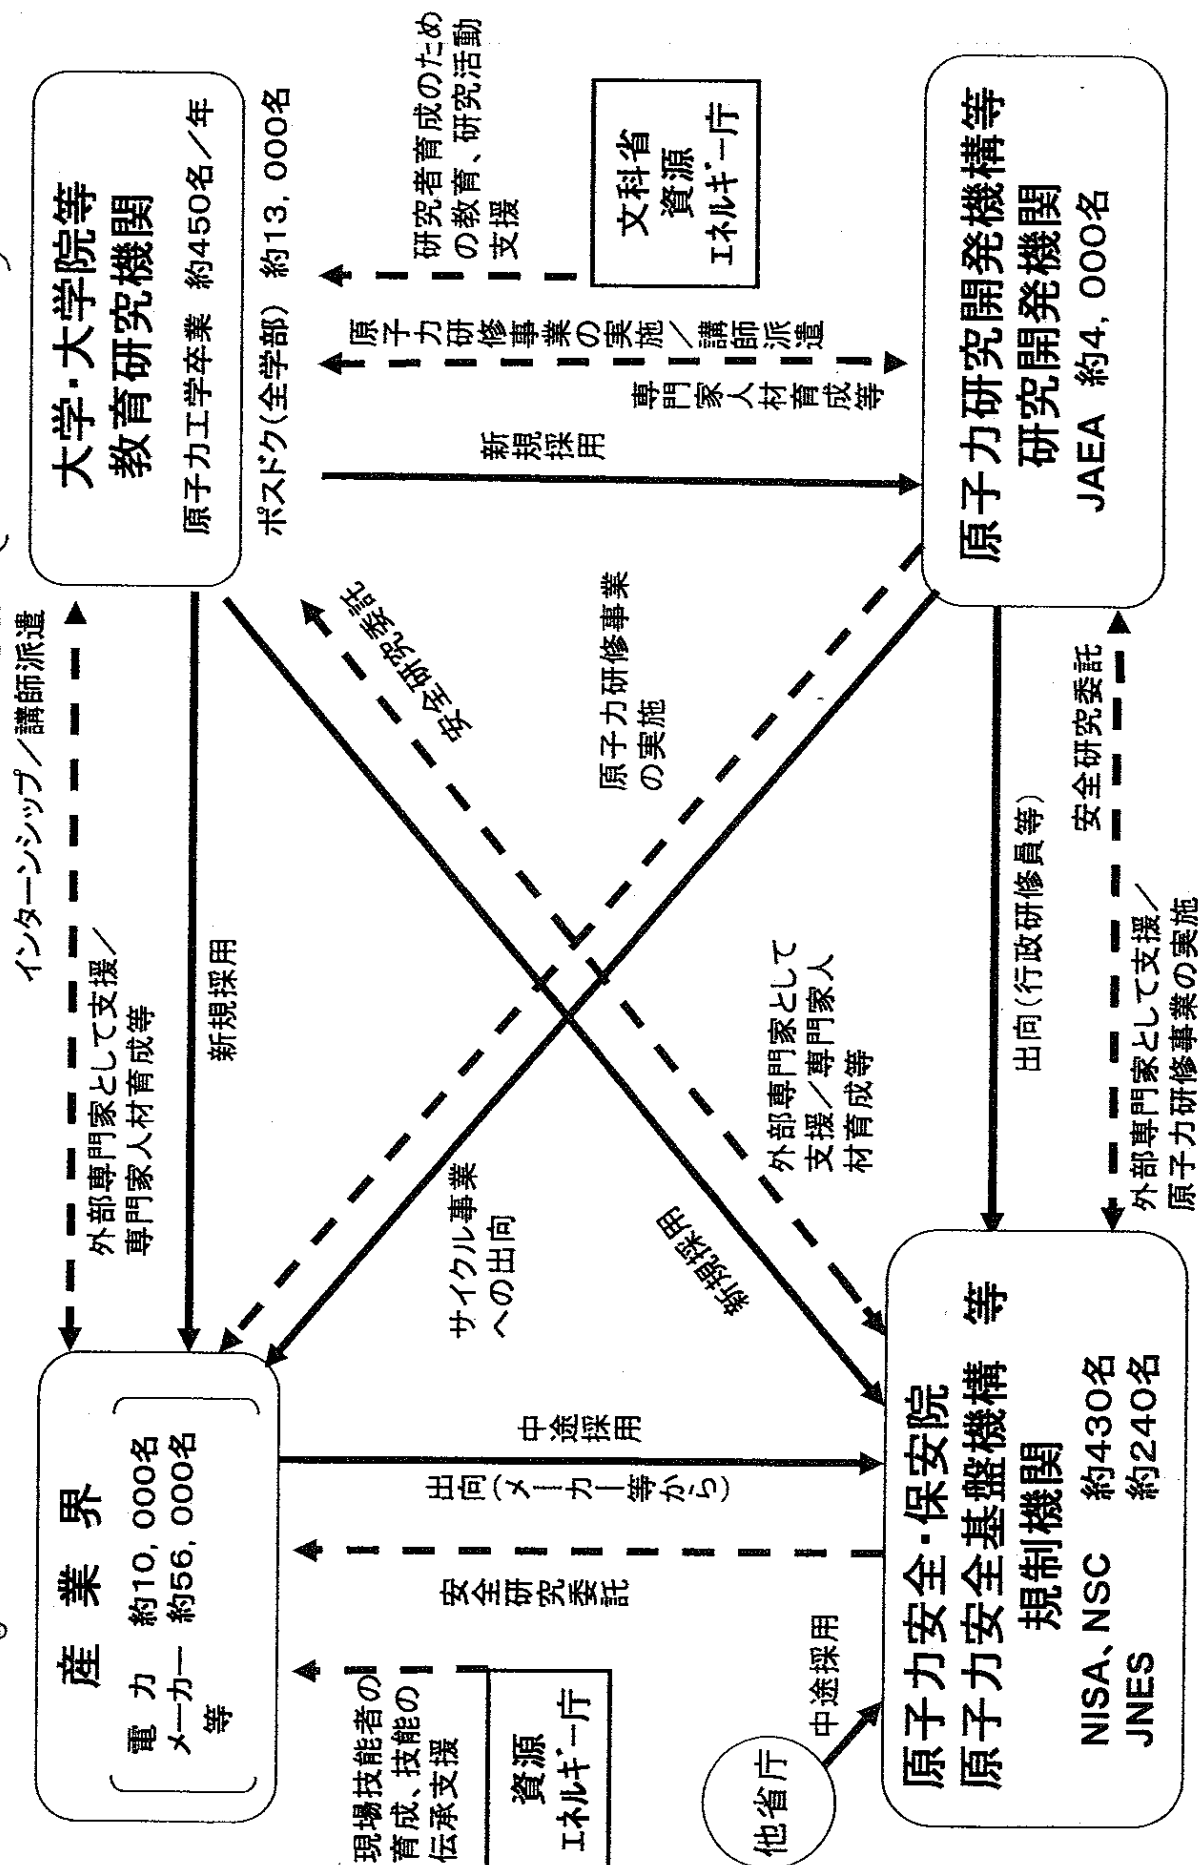 産 業 界
電 力 約10,000名
メーカー 約56,000名
等
インターンシップ/講師派遣
外部専門家として支援/
専門家人材育成等
新規採用
大学・大学院等
教育研究機関
原子力工学卒業 約450名/年
ポスドク(全学部) 約13,000名
現場技能者の
育成、技能の
伝承支援
資源
エネルギー庁
安全研究委託
出向(メーカー等から)
中途採用
サイクル事業
への出向
新規採用
安全研究委託
原子力研修事業
の実施
外部専門家として
支援/専門家人
材育成等
新規採用
原子力研修事業の実施/講師派遣
専門家人材育成等
研究者育成のため
の教育、研究活動
支援
文科省
資源
エネルギー庁
他省庁
中途採用
原子力安全・保安院
原子力安全基盤機構 等
規制機関
NISA、NSC 約430名
JNES 約240名
出向(行政研修員等)
安全研究委託
外部専門家として支援/
原子力研修事業の実施
原子力研究開発機構等
研究開発機関
JAEA 約4,000名